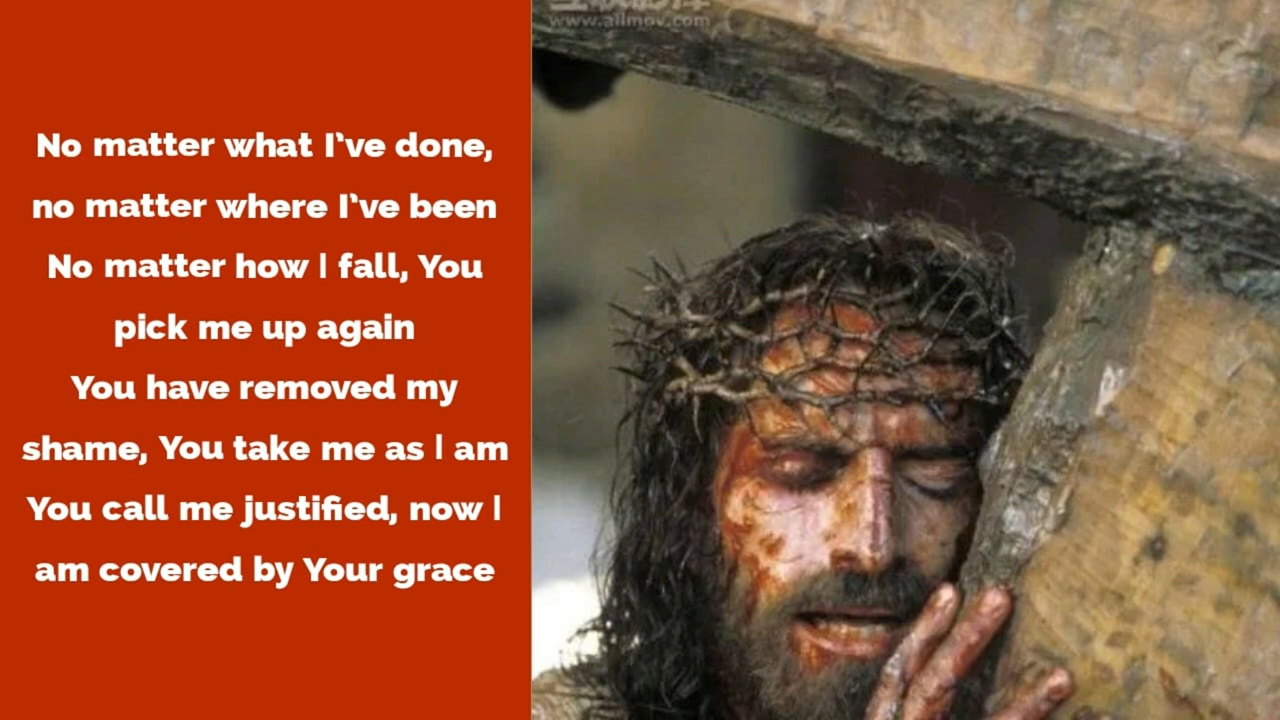 www.allmov.com
No matter what I’ve done,
no matter where I’ve been
No matter how I fall, You
pick me up again
You have removed my
shame, You take me as I am
You call me justified, now I
am covered by Your grace